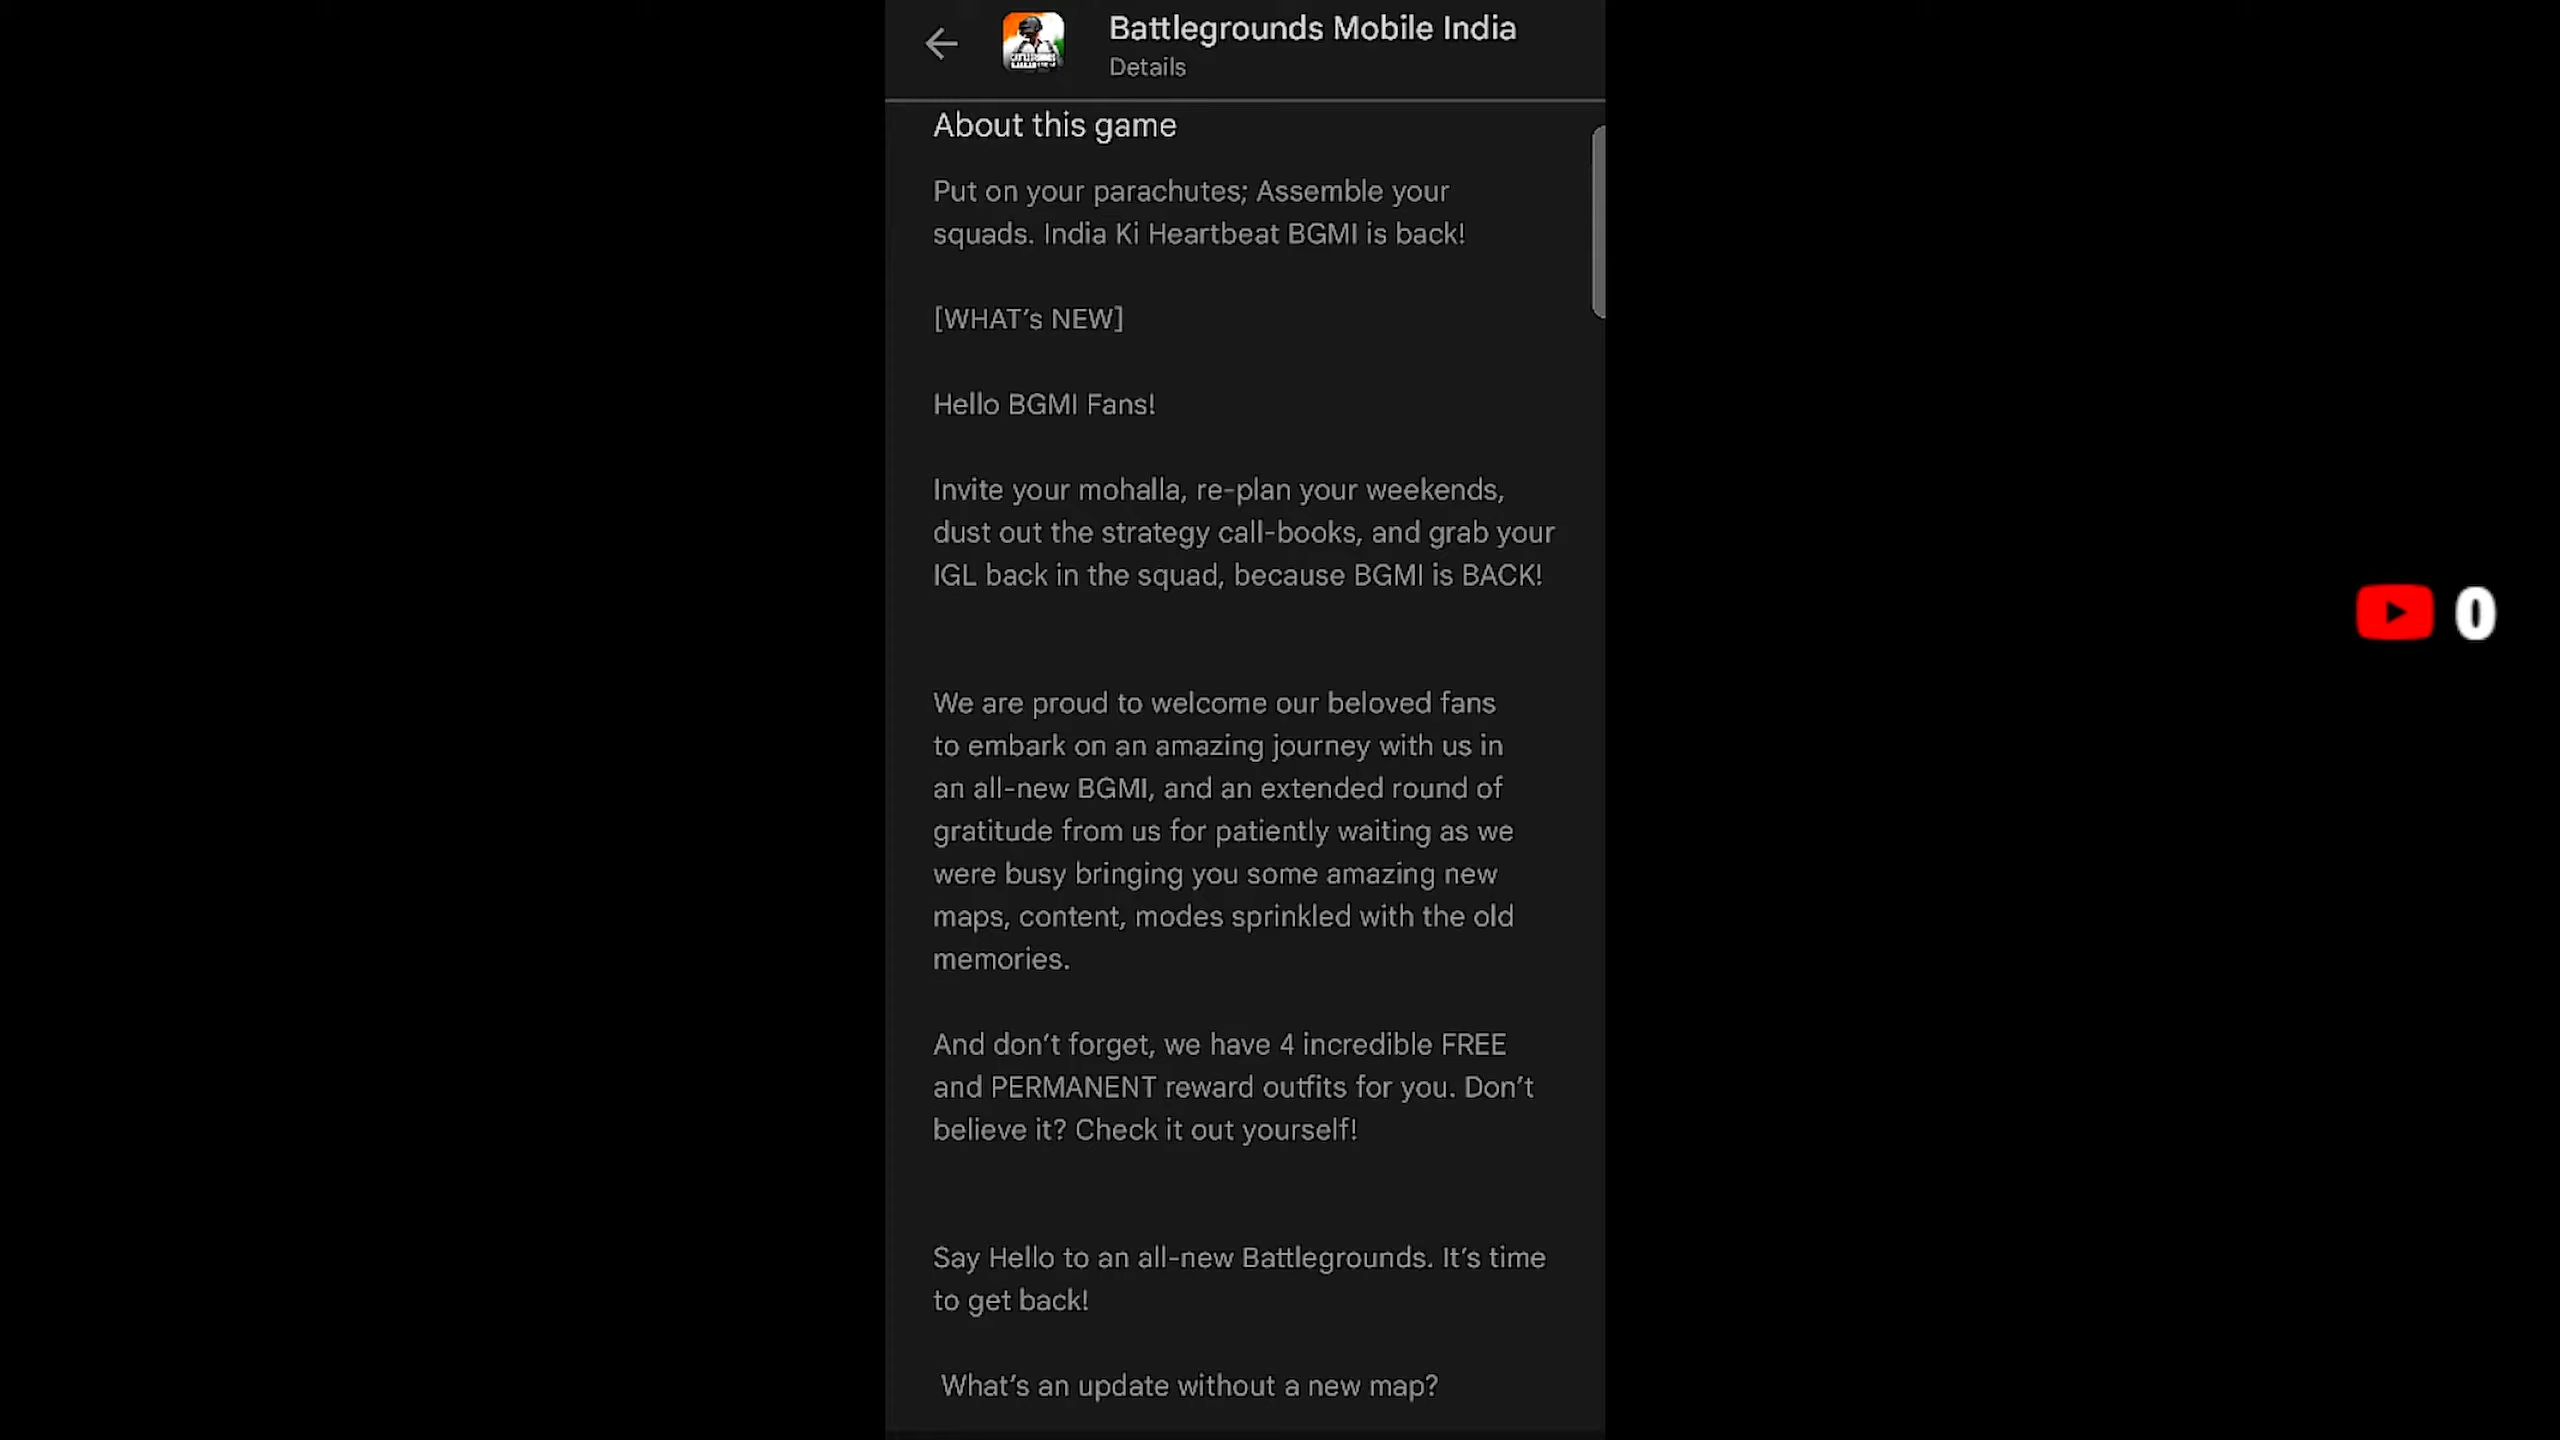 Battlegrounds Mobile India
Details
About this game
Put on your parachutes; Assemble your
squads. India Ki Heartbeat BGMI is back!
[WHAT's NEW]
Hello BGMI Fans!
Invite your mohalla, re-plan your weekends,
dust out the strategy call-books, and grab your
IGL back in the squad, because BGMI is BACK!
We are proud to welcome our beloved fans
to embark on an amazing journey with us in
an all-new BGMI, and an extended round of
gratitude from us for patiently waiting as we
were busy bringing you some amazing new
maps, content, modes sprinkled with the old
memories.
And don't forget, we have 4 incredible FREE
and PERMANENT reward outfits for you. Don't
believe it? Check it out yourself!
Say Hello to an all-new Battlegrounds. It's time
to get back!
What's an update without a new map?
0